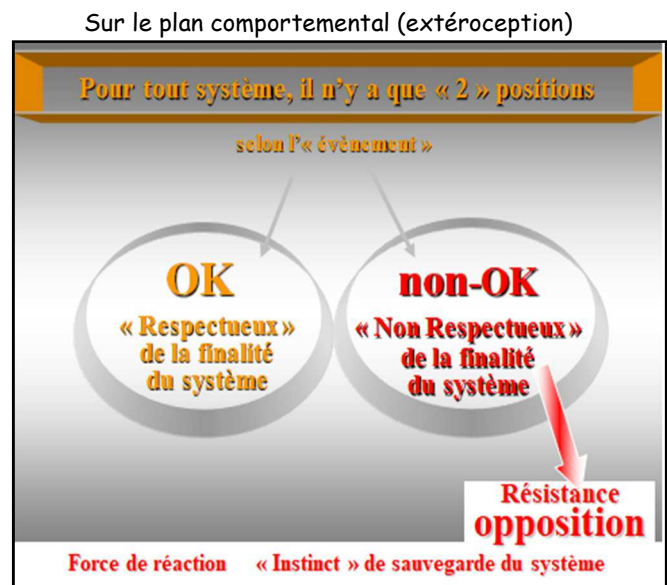 Sur le plan comportemental (extéroception)
Pour tout système, il n'y a que « 2 » positions
selon l'« évènement »
OK
« Respectueux »
de la finalité
du système
non-OK
« Non Respectueux »
de la finalité
du système
Résistance
opposition
Force de réaction « Instinct » de sauvegarde du système